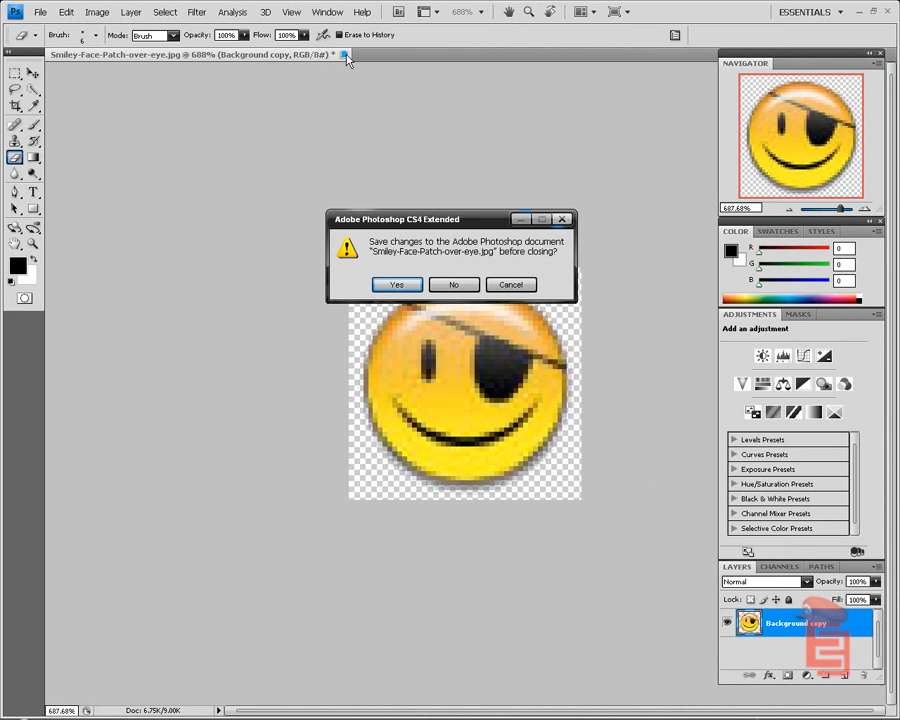 Ps File Edit Image Layer Select Filter Analysis 3D View Window Help Br 688% ESSENTIALS
Brush: 6 Mode: Brush Opacity: 100% Flow: 100% Erase to History
Smiley-Face-Patch-over-eye.jpg @ 688% (Background copy, RGB/8#) *
NAVIGATOR
687.68%
COLOR SWATCHES STYLES
R 0
G 0
B 0
Adobe Photoshop CS4 Extended
Save changes to the Adobe Photoshop document
"Smiley-Face-Patch-over-eye.jpg" before closing?
Yes No Cancel
ADJUSTMENTS MASKS
Add an adjustment
Levels Presets
Curves Presets
Exposure Presets
Hue/Saturation Presets
Black & White Presets
Channel Mixer Presets
Selective Color Presets
LAYERS CHANNELS PATHS
Normal Opacity: 100%
Lock: Fill: 100%
Background copy
687.68% Doc: 6.75K/9.00K